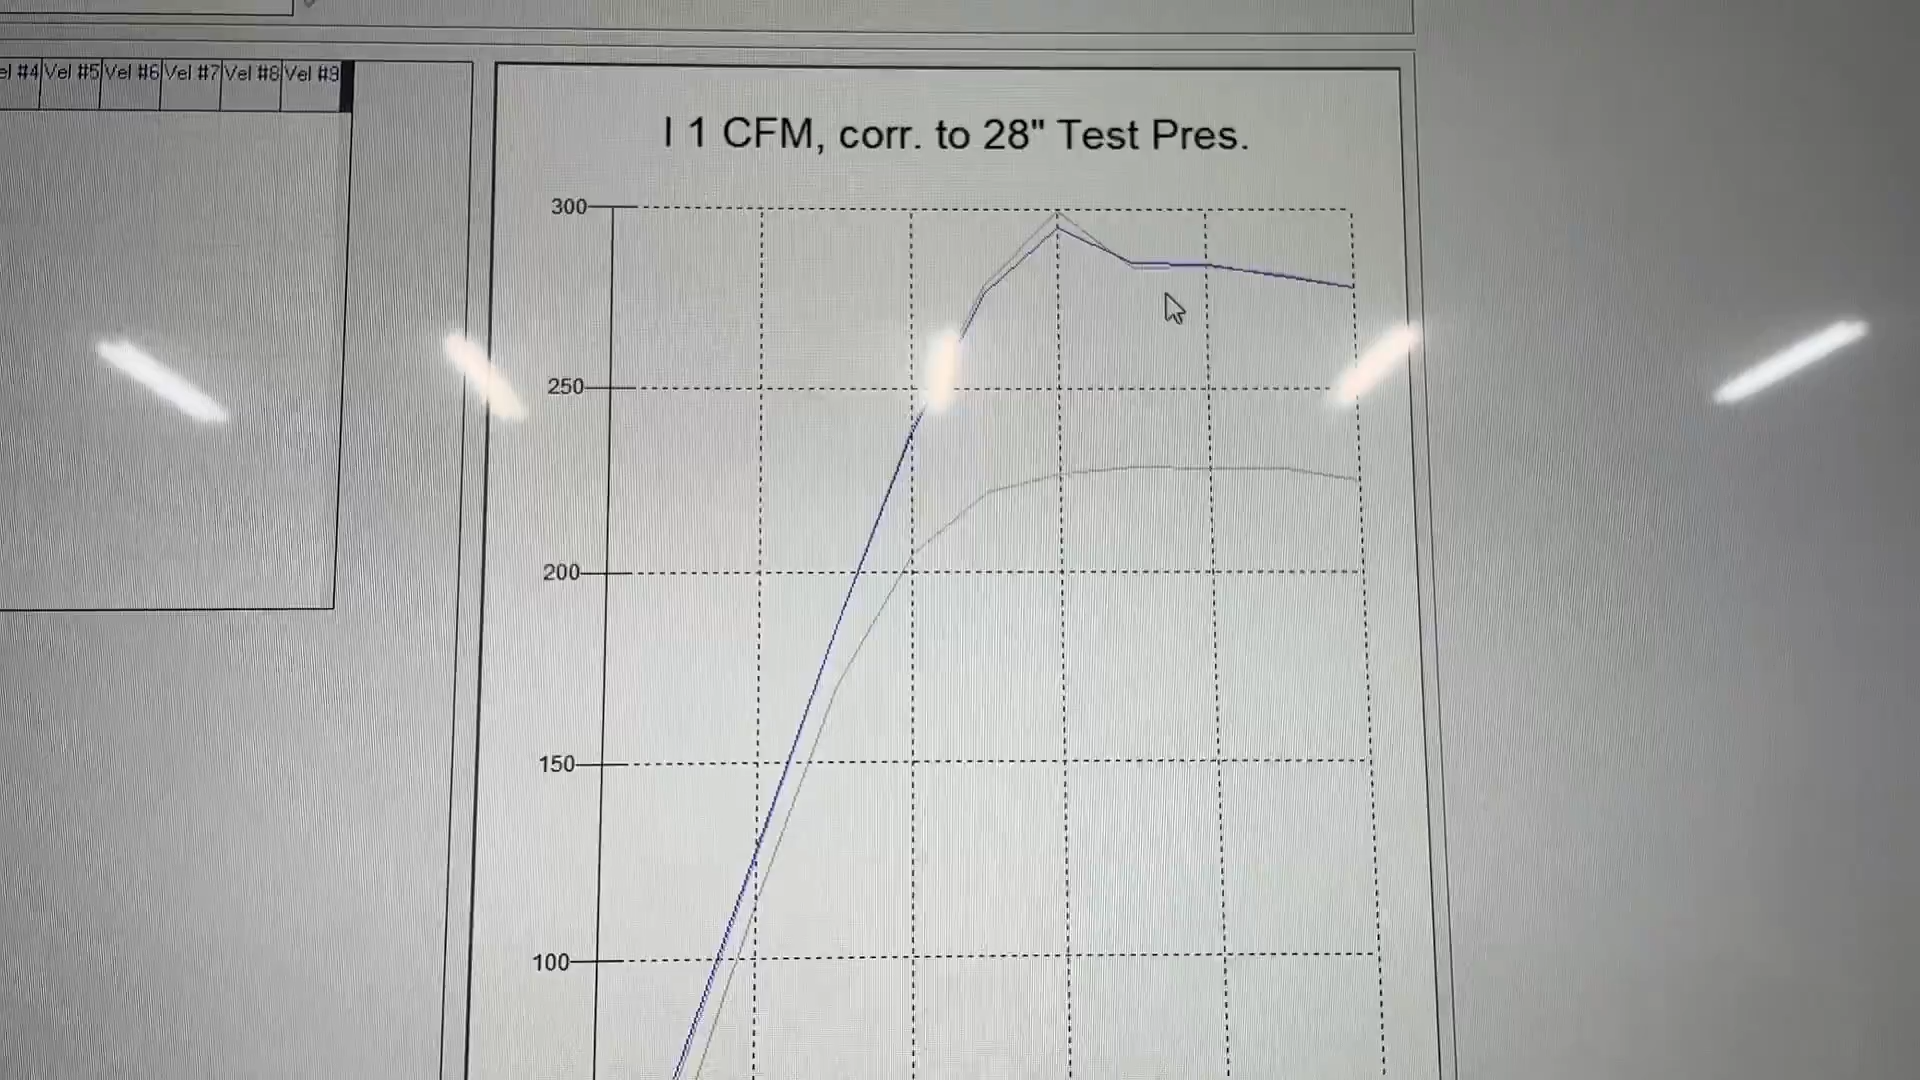 el #4 Vel #5 Vel #6 Vel #7 Vel #8 Vel #9
I 1 CFM, corr. to 28" Test Pres.
300
250
200
150
100